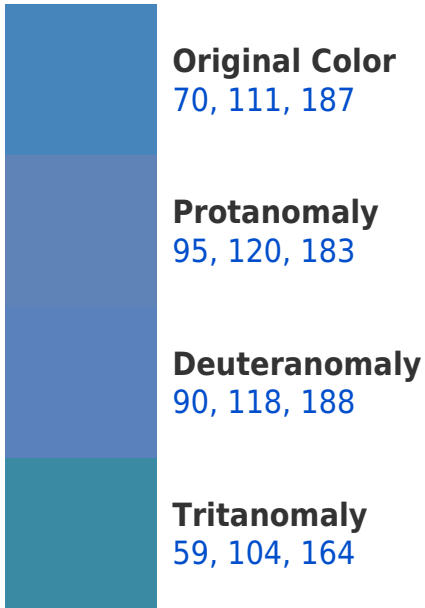 Original Color
70, 111, 187
Protanomaly
95, 120, 183
Deuteranomaly
90, 118, 188
Tritanomaly
59, 104, 164